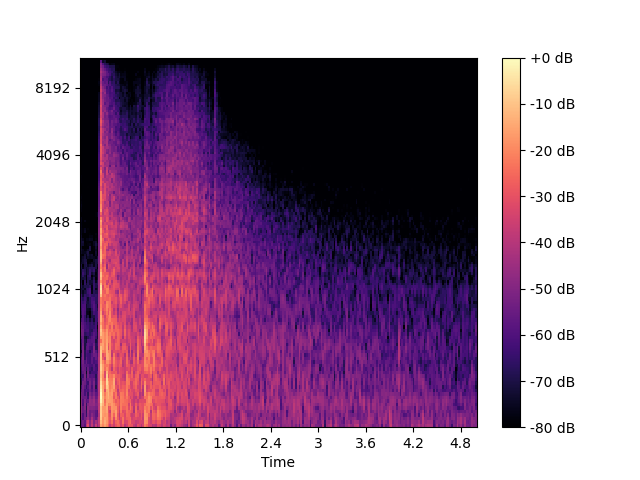 +0 dB
8192
-10 dB
4096
-20 dB
-30 dB
2048
Hz
-40 dB
1024
-50 dB
-60 dB
512
-70 dB
0
-80 dB
0 0.6 1.2 1.8 2.4 3 3.6 4.2 4.8
Time